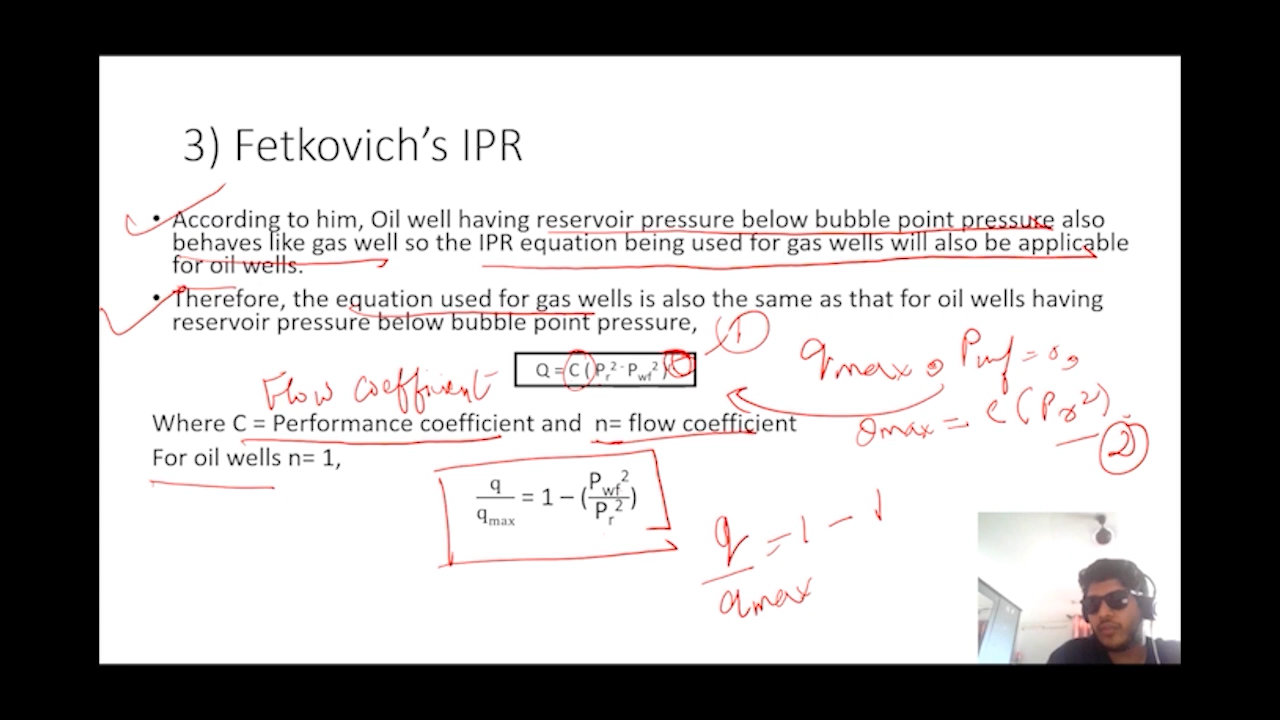 3) Fetkovich's IPR
• According to him, Oil well having reservoir pressure below bubble point pressure also
behaves like gas well so the IPR equation being used for gas wells will also be applicable
for oil wells.
• Therefore, the equation used for gas wells is also the same as that for oil wells having
reservoir pressure below bubble point pressure,
1
Q = C ( Pr² - Pwf² )
qmax, Pwf = 0,
Flow coefficient
Qmax = C (Pr²)
2
Where C = Performance coefficient and n= flow coefficient
For oil wells n= 1,
q/qmax = 1 – (Pwf²/Pr²)
q/qmax = 1 -